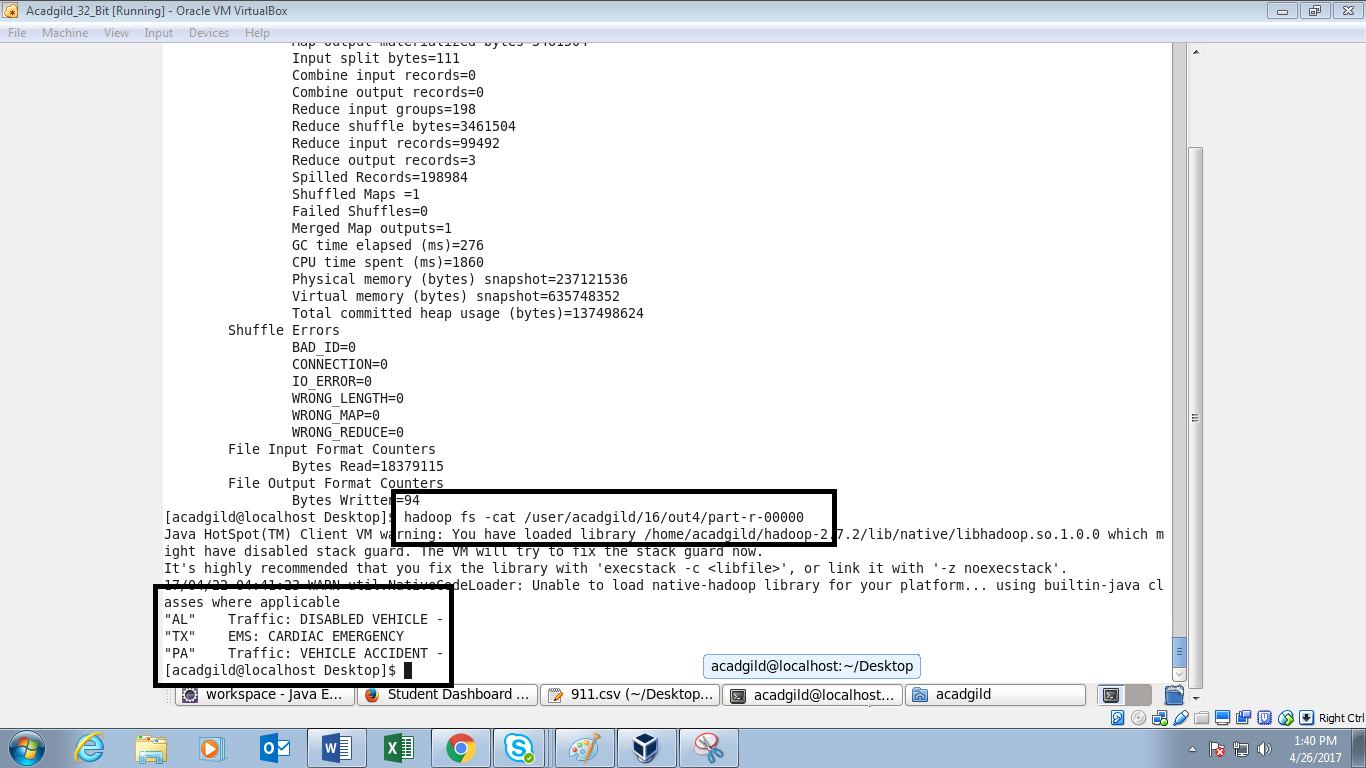 Acadgild_32_Bit [Running] - Oracle VM VirtualBox
File Machine View Input Devices Help
Map output materialized bytes=3461504
Input split bytes=111
Combine input records=0
Combine output records=0
Reduce input groups=198
Reduce shuffle bytes=3461504
Reduce input records=99492
Reduce output records=3
Spilled Records=198984
Shuffled Maps =1
Failed Shuffles=0
Merged Map outputs=1
GC time elapsed (ms)=276
CPU time spent (ms)=1860
Physical memory (bytes) snapshot=237121536
Virtual memory (bytes) snapshot=635748352
Total committed heap usage (bytes)=137498624
Shuffle Errors
BAD_ID=0
CONNECTION=0
IO_ERROR=0
WRONG_LENGTH=0
WRONG_MAP=0
WRONG_REDUCE=0
File Input Format Counters
Bytes Read=18379115
File Output Format Counters
Bytes Written=94
[acadgild@localhost Desktop]$ hadoop fs -cat /user/acadgild/16/out4/part-r-00000
Java HotSpot(TM) Client VM warning: You have loaded library /home/acadgild/hadoop-2.7.2/lib/native/libhadoop.so.1.0.0 which m
ight have disabled stack guard. The VM will try to fix the stack guard now.
It's highly recommended that you fix the library with 'execstack -c <libfile>', or link it with '-z noexecstack'.
17/04/22 04:41:23 WARN util.NativeCodeLoader: Unable to load native-hadoop library for your platform... using builtin-java cl
asses where applicable
"AL" Traffic: DISABLED VEHICLE -
"TX" EMS: CARDIAC EMERGENCY
"PA" Traffic: VEHICLE ACCIDENT -
[acadgild@localhost Desktop]$
acadgild@localhost:~/Desktop
workspace - Java E... Student Dashboard ... 911.csv (~/Desktop... acadgild@localhost... acadgild
Right Ctrl
1:40 PM
4/26/2017